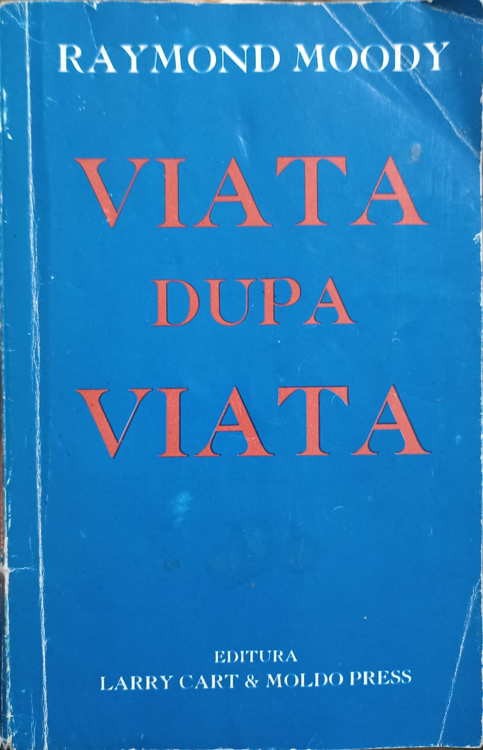 RAYMOND MOODY
VIATA
DUPA
VIATA
EDITURA
LARRY CART & MOLDO PRESS